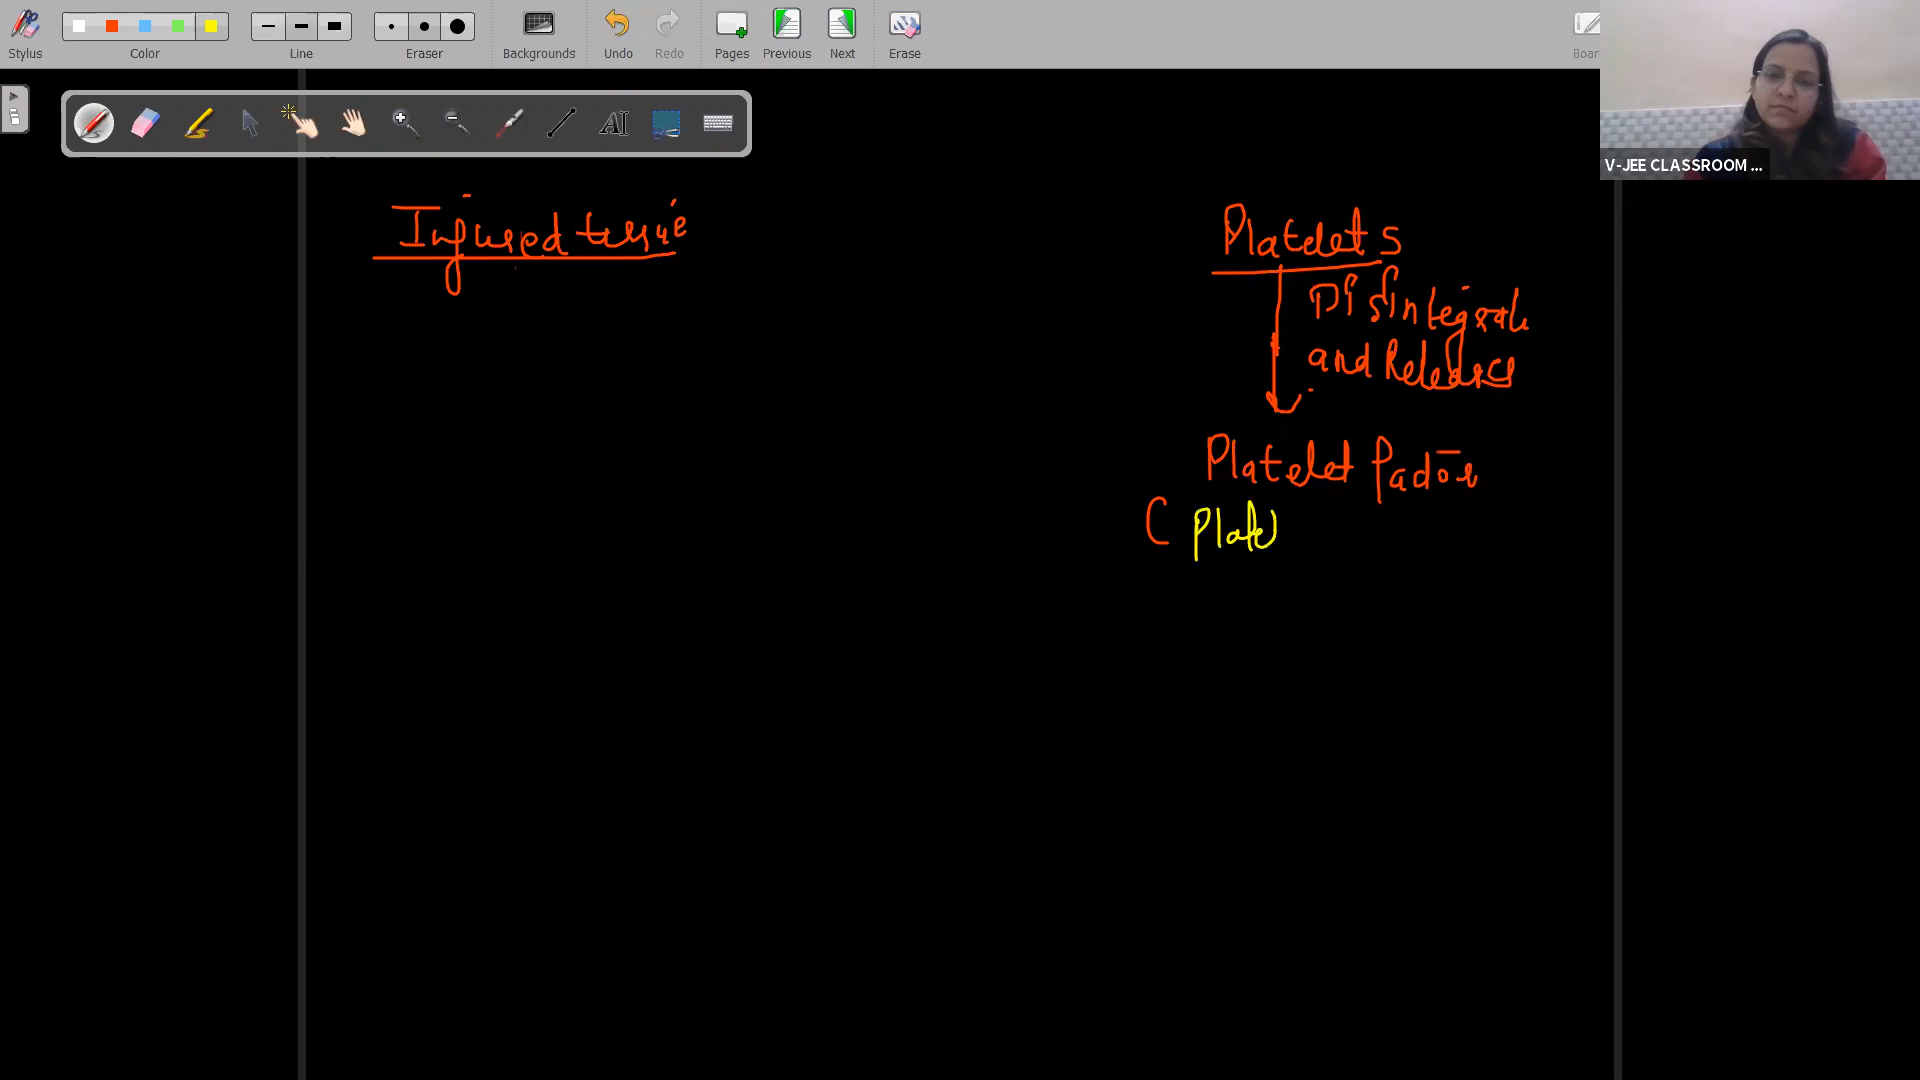 Stylus
Color
Line
Eraser
Backgrounds
Undo
Redo
Pages
Previous
Next
Erase
Boar
V-JEE CLASSROOM ...
Injured tissue
Platelets
Disintegrate
and Releases
Platelet factor
( Plate